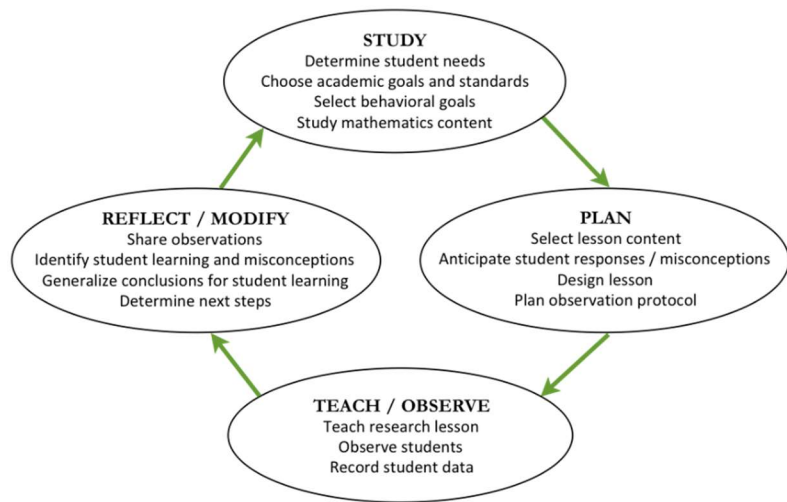 STUDY
Determine student needs
Choose academic goals and standards
Select behavioral goals
Study mathematics content
PLAN
Select lesson content
Anticipate student responses / misconceptions
Design lesson
Plan observation protocol
TEACH / OBSERVE
Teach research lesson
Observe students
Record student data
REFLECT / MODIFY
Share observations
Identify student learning and misconceptions
Generalize conclusions for student learning
Determine next steps